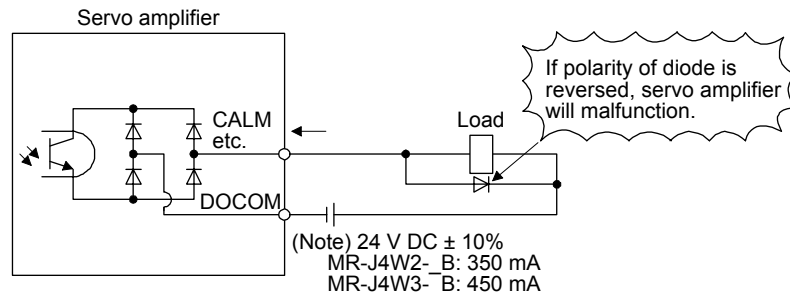 Servo amplifier
If polarity of diode is
reversed, servo amplifier
will malfunction.
CALM
etc.
Load
DOCOM
(Note) 24 V DC ± 10%
MR-J4W2-_B: 350 mA
MR-J4W3-_B: 450 mA